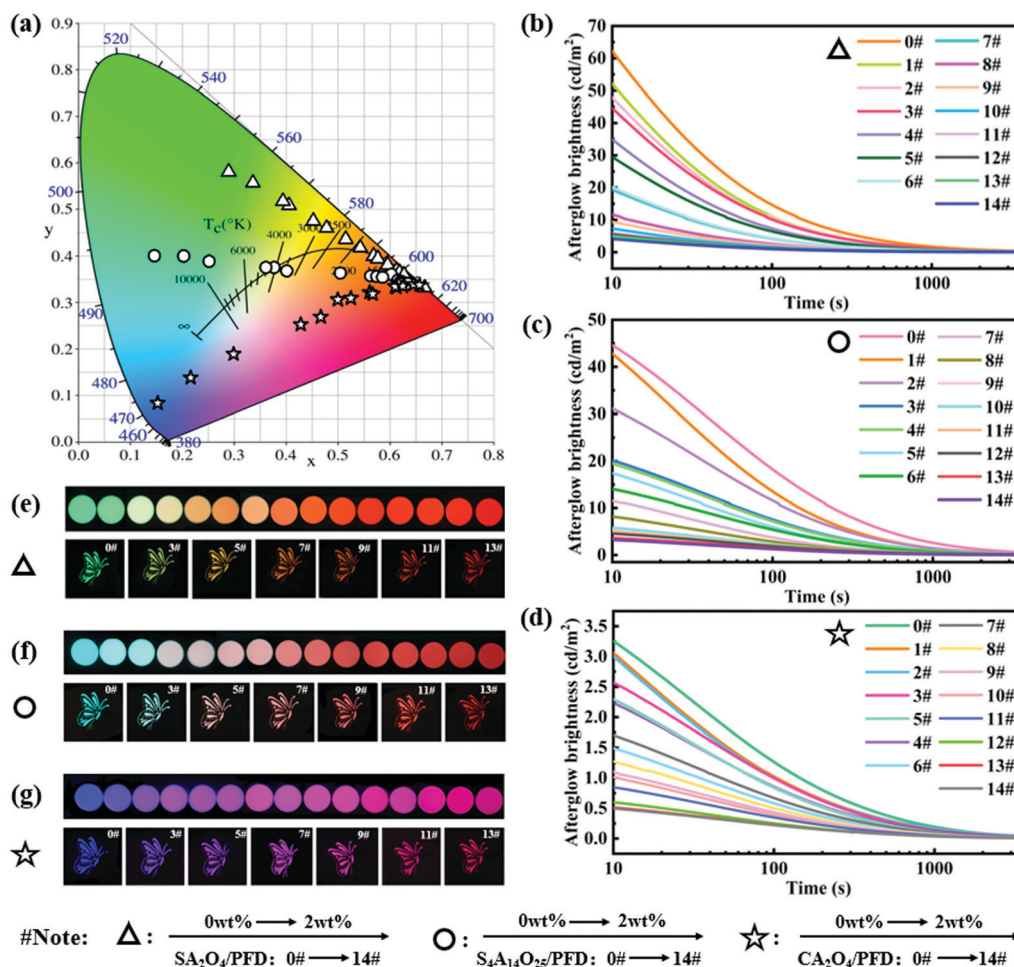 (a)
0.9
0.8
0.7
0.6
0.5
y
0.4
0.3
0.2
0.1
0.0
0.0 0.1 0.2 0.3 0.4 0.5 0.6 0.7 0.8
x
520
540
560
500
580
600
620
700
490
480
470
460
380
Tc(°K)
4000
6000
10000
∞
(b)
Afterglow brightness (cd/m²)
70
60
50
40
30
20
10
0
10 100 1000
Time (s)
0# 7#
1# 8#
2# 9#
3# 10#
4# 11#
5# 12#
6# 13#
14#
(c)
Afterglow brightness (cd/m²)
50
40
30
20
10
0
10 100 1000
Time (s)
0# 7#
1# 8#
2# 9#
3# 10#
4# 11#
5# 12#
6# 13#
14#
(d)
Afterglow brightness (cd/m²)
3.5
3.0
2.5
2.0
1.5
1.0
0.5
0.0
10 100 1000
Time (s)
0# 7#
1# 8#
2# 9#
3# 10#
5# 11#
4# 12#
6# 13#
14#
(e)
0# 3# 5# 7# 9# 11# 13#
(f)
0# 3# 5# 7# 9# 11# 13#
(g)
0# 3# 5# 7# 9# 11# 13#
0wt% → 2wt% 0wt% → 2wt% 0wt% → 2wt%
#Note: △: ○: ☆:
SA₂O₄/PFD: 0# → 14# S₄A₁₄O₂₅/PFD: 0# → 14# CA₂O₄/PFD: 0# → 14#